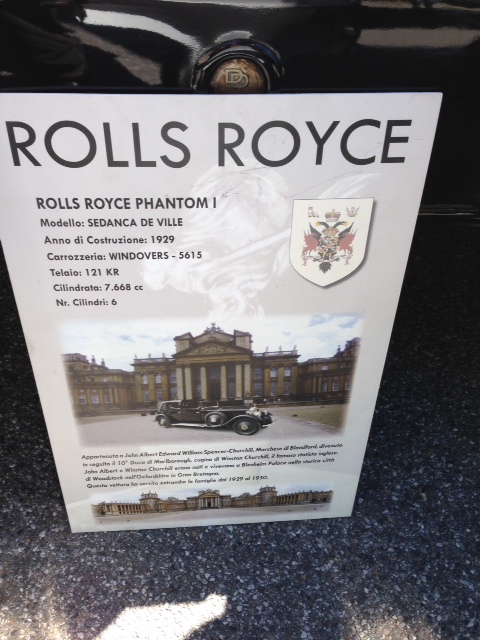 RR
ROLLS ROYCE
ROLLS ROYCE PHANTOM I
Modello: SEDANCA DE VILLE
Anno di Costruzione: 1929
Carrozzeria: WINDOVERS - 5615
Telaio: 121 KR
Cilindrata: 7.668 cc
Nr. Cilindri: 6
Appartenuta a John Albert Edward William Spencer-Churchill, Marchese di Blandford, divenuto
in seguito il 10° Duca di Marlborough, cugino di Winston Churchill, il famoso statista inglese.
John Albert e Winston Churchill erano nati e vivevano a Blenheim Palace nella storica città
di Woodstock nell'Oxfordshire in Gran Bretagna.
Questa vettura ha servito entrambe le famiglie dal 1929 al 1950.